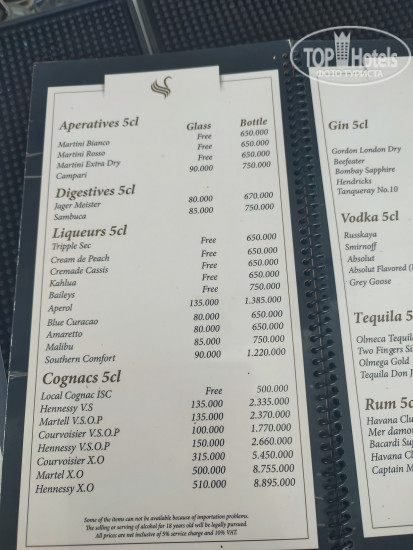 TOP Hotels
ФОТО ТУРИСТА
Aperatives 5cl Glass Bottle
Martini Bianco Free 650.000
Martini Rosso Free 650.000
Martini Extra Dry Free 650.000
Campari 90.000 750.000
Digestives 5cl
Jager Meister 80.000 670.000
Sambuca 85.000 750.000
Liqueurs 5cl
Tripple Sec Free 650.000
Cream de Peach Free 650.000
Cremade Cassis Free 650.000
Kahlua Free 650.000
Baileys Free 750.000
Aperol 135.000 1.385.000
Blue Curacao 80.000 650.000
Amaretto 80.000 650.000
Malibu 85.000 750.000
Southern Comfort 90.000 1.220.000
Cognacs 5cl
Local Cognac ISC Free 500.000
Hennessy V.S 135.000 2.335.000
Martell V.S.O.P 135.000 2.370.000
Courvoisier V.S.O.P 100.000 1.770.000
Hennessy V.S.O.P 150.000 2.660.000
Courvoisier X.O 315.000 5.450.000
Martel X.O 500.000 8.755.000
Hennessy X.O 510.000 8.895.000
Some of the items can not be available because of importation problems.
The selling or serving of alcohol for 18 years old will be legally pursued.
All prices are not inclusive of 5% service charge and 10% VAT.
Gin 5cl
Gordon London Dry
Beefeater
Bombay Sapphire
Hendricks
Tanqueray No.10
Vodka 5cl
Russkaya
Smirnoff
Absolut
Absolut Flavored
Grey Goose
Tequila 5
Olmeca Tequila
Two Fingers Si
Olmega Gold
Tequila Don J
Rum 5c
Havana Clu
Mer damou
Bacardi Sup
Havana Clu
Captain M